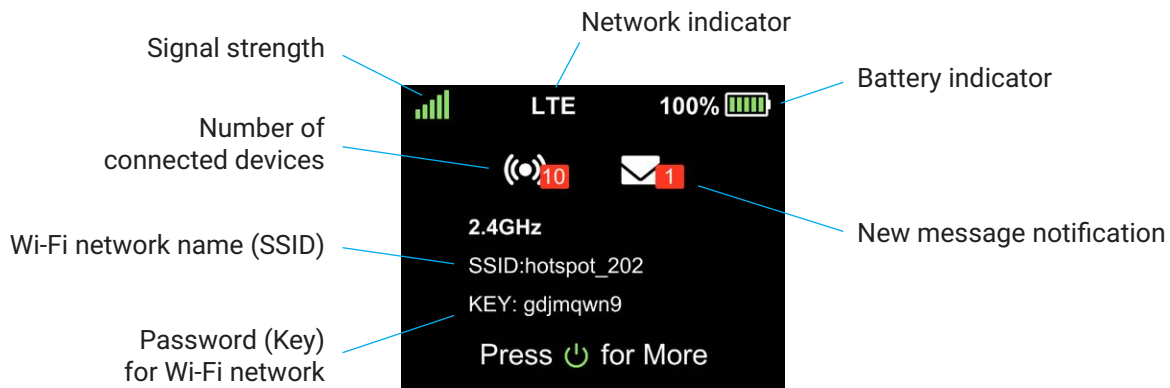 Network indicator
Signal strength
Battery indicator
LTE
100%
Number of
connected devices
10
1
New message notification
2.4GHz
Wi-Fi network name (SSID)
SSID:hotspot_202
KEY: gdjmqwn9
Password (Key)
for Wi-Fi network
Press for More